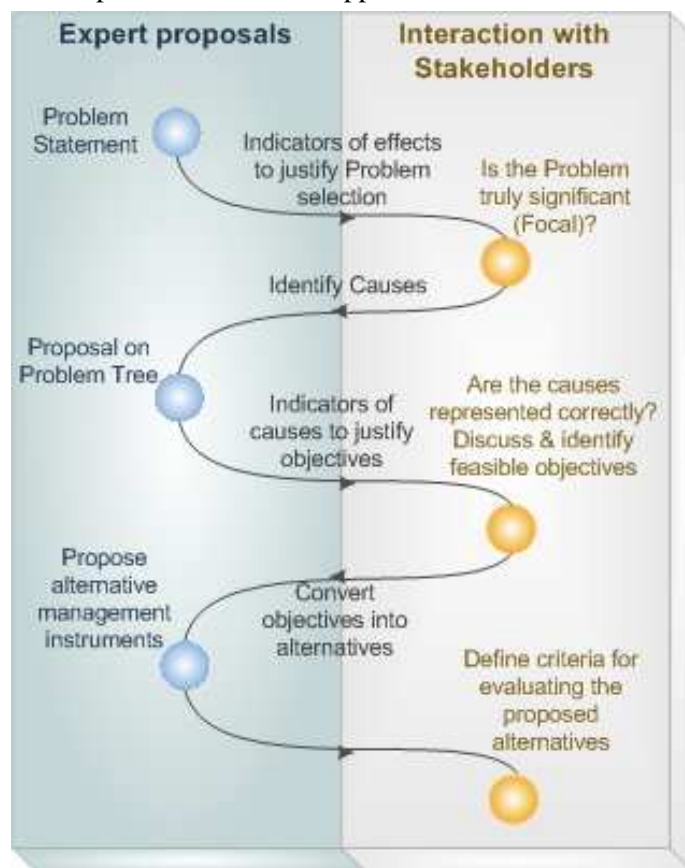 Expert proposals
Interaction with
Stakeholders
Problem
Statement
Indicators of effects
to justify Problem
selection
Is the Problem
truly significant
(Focal)?
Identify Causes
Proposal on
Problem Tree
Indicators of
causes to justify
objectives
Are the causes
represented correctly?
Discuss & identify
feasible objectives
Propose
alternative
management
instruments
Convert
objectives into
alternatives
Define criteria for
evaluating the
proposed
alternatives